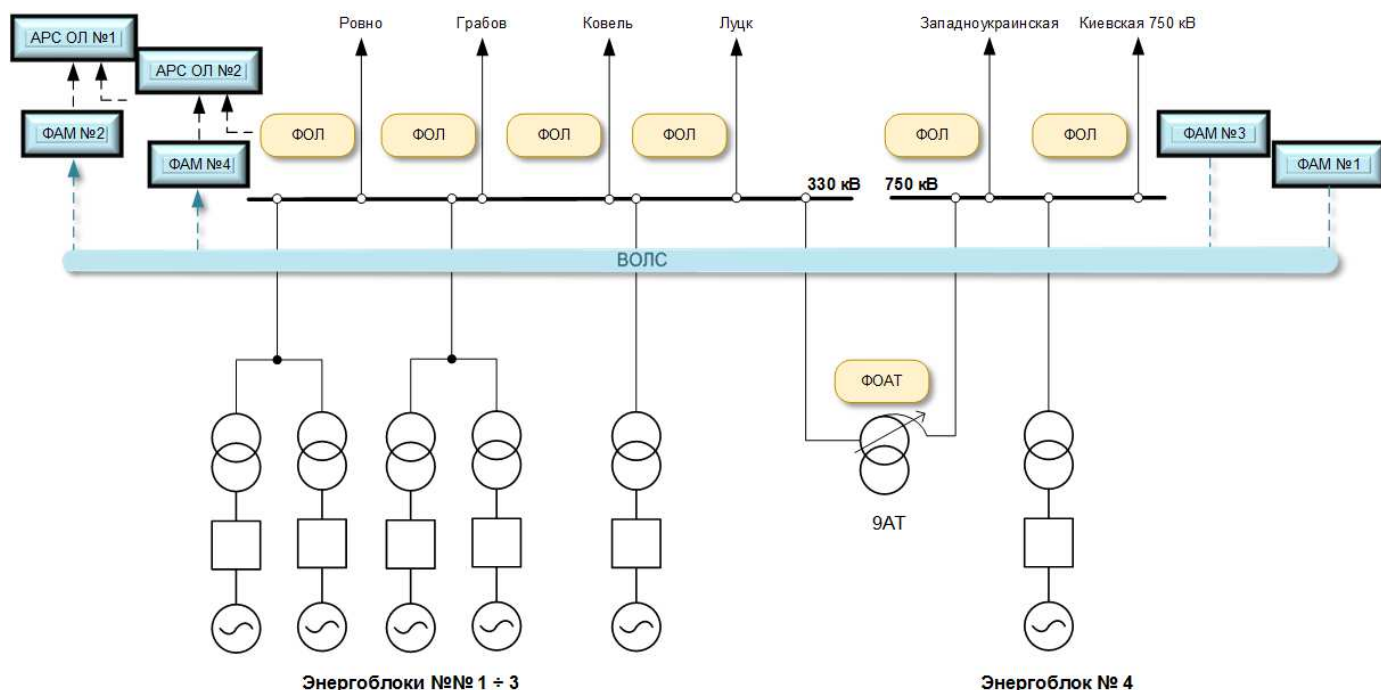 Ровно
Грабов
Ковель
Луцк
Западноукраинская
Киевская 750 кВ
АРС ОЛ №1
АРС ОЛ №2
ФАМ №2
ФАМ №4
ФОЛ
ФОЛ
ФОЛ
ФОЛ
ФОЛ
ФОЛ
ФАМ №3
ФАМ №1
330 кВ
750 кВ
ВОЛС
ФОАТ
9АТ
Энергоблоки №№ 1 ÷ 3
Энергоблок № 4